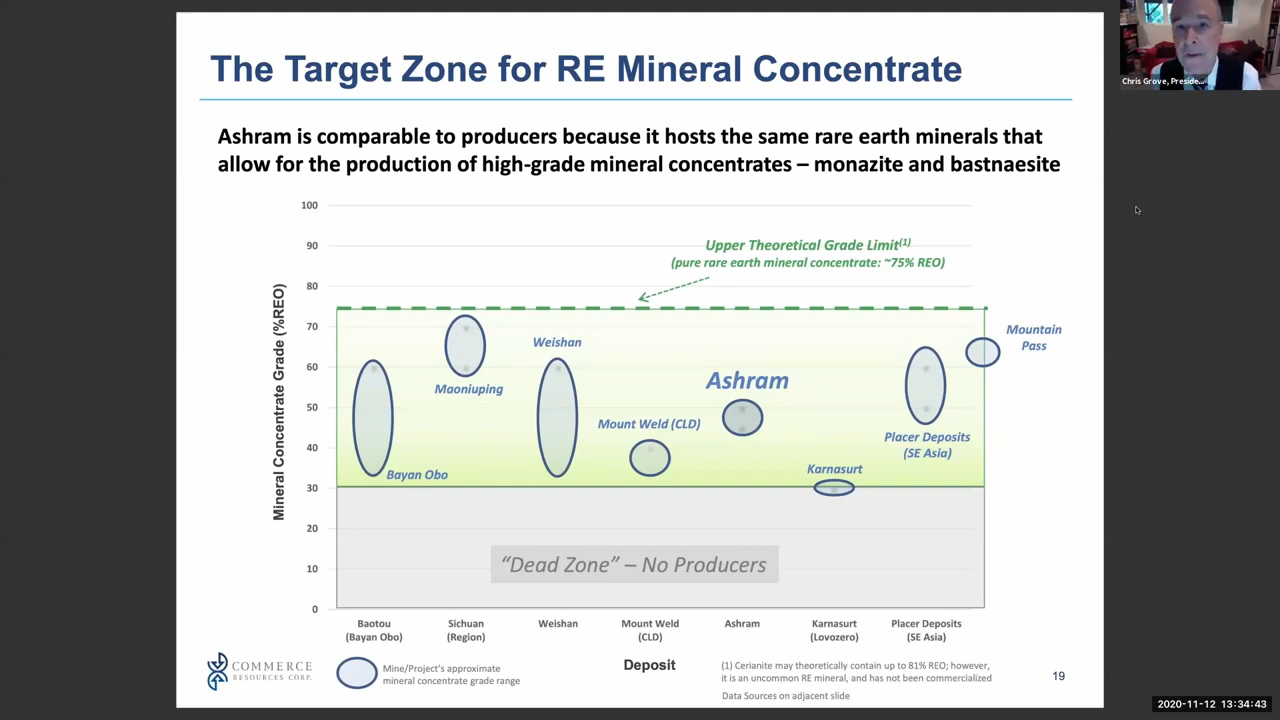 The Target Zone for RE Mineral Concentrate
Ashram is comparable to producers because it hosts the same rare earth minerals that
allow for the production of high-grade mineral concentrates – monazite and bastnaesite
Mineral Concentrate Grade (%REO)
100
90
80
70
60
50
40
30
20
10
0
Upper Theoretical Grade Limit(1)
(pure rare earth mineral concentrate: ~75% REO)
Bayan Obo
Maoniuping
Weishan
Mount Weld (CLD)
Ashram
Karnasurt
Placer Deposits
(SE Asia)
Mountain
Pass
“Dead Zone” – No Producers
Baotou
(Bayan Obo)
Sichuan
(Region)
Weishan
Mount Weld
(CLD)
Ashram
Karnasurt
(Lovozero)
Placer Deposits
(SE Asia)
Deposit
COMMERCE
RESOURCES CORP.
Mine/Project's approximate
mineral concentrate grade range
(1) Cerianite may theoretically contain up to 81% REO; however,
it is an uncommon RE mineral, and has not been commercialized
Data Sources on adjacent slide
19
Chris Grove, Preside...
2020-11-12 13:34:43